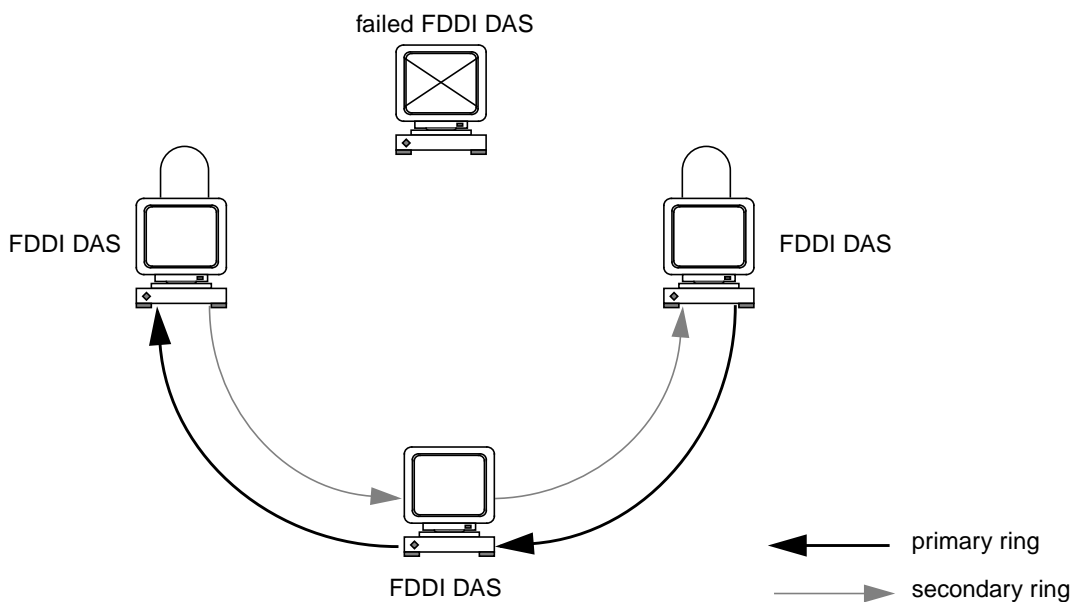 failed FDDI DAS
FDDI DAS
FDDI DAS
FDDI DAS
primary ring
secondary ring